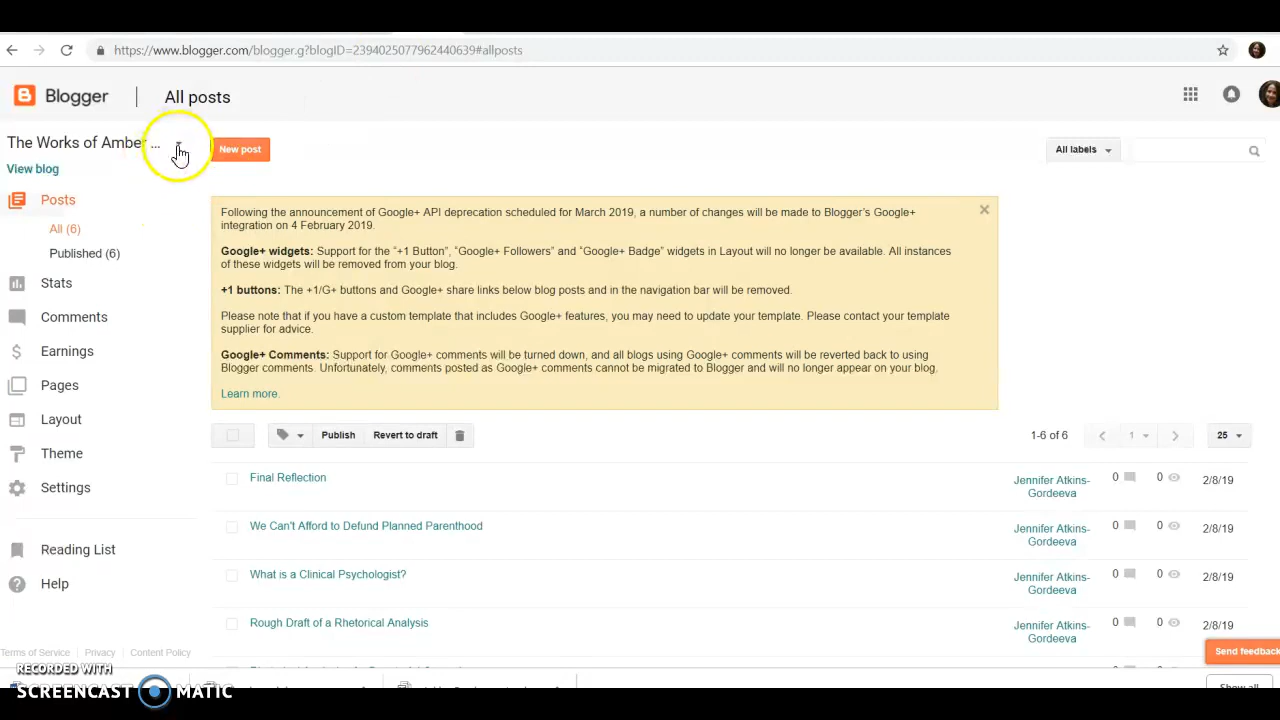 https://www.blogger.com/blogger.g?blogID=2394025077962440639#allposts
Blogger
All posts
The Works of Amber ...
New post
All labels
View blog
Posts
All (6)
Published (6)
Stats
Comments
Earnings
Pages
Layout
Theme
Settings
Reading List
Help
Following the announcement of Google+ API deprecation scheduled for March 2019, a number of changes will be made to Blogger's Google+
integration on 4 February 2019.
Google+ widgets: Support for the “+1 Button”, “Google+ Followers” and “Google+ Badge” widgets in Layout will no longer be available. All instances
of these widgets will be removed from your blog.
+1 buttons: The +1/G+ buttons and Google+ share links below blog posts and in the navigation bar will be removed.
Please note that if you have a custom template that includes Google+ features, you may need to update your template. Please contact your template
supplier for advice.
Google+ Comments: Support for Google+ comments will be turned down, and all blogs using Google+ comments will be reverted back to using
Blogger comments. Unfortunately, comments posted as Google+ comments cannot be migrated to Blogger and will no longer appear on your blog.
Learn more.
Publish
Revert to draft
1-6 of 6
1
25
Final Reflection
Jennifer Atkins-
Gordeeva
0
0
2/8/19
We Can't Afford to Defund Planned Parenthood
Jennifer Atkins-
Gordeeva
0
0
2/8/19
What is a Clinical Psychologist?
Jennifer Atkins-
Gordeeva
0
0
2/8/19
Rough Draft of a Rhetorical Analysis
Jennifer Atkins-
Gordeeva
0
0
2/8/19
Send feedback
Terms of Service
Privacy
Content Policy
RECORDED WITH
SCREENCAST MATIC
Show all